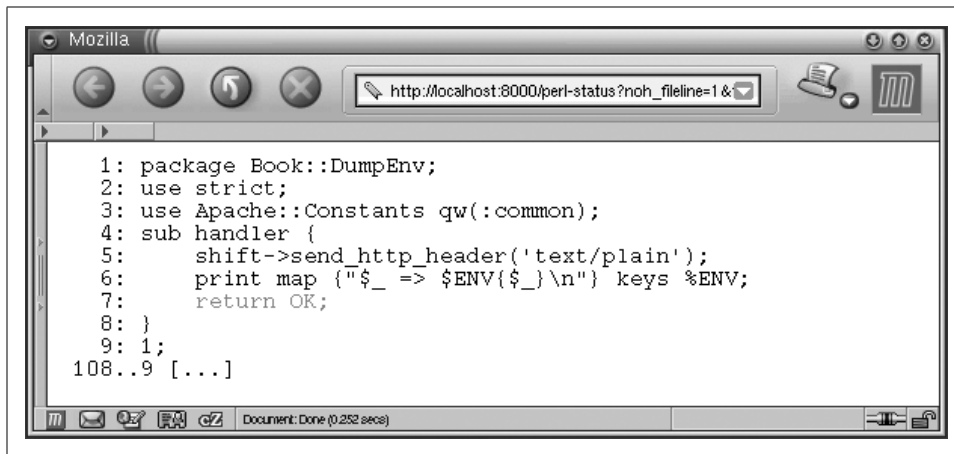 Mozilla
http://localhost:8000/perl-status?noh_fileline=1&
1: package Book::DumpEnv;
2: use strict;
3: use Apache::Constants qw(:common);
4: sub handler {
5:     shift->send_http_header('text/plain');
6:     print map {"$_ => $ENV{$_}\n"} keys %ENV;
7:     return OK;
8: }
9: 1;
108..9 [...]
Document: Done (0.252 secs)